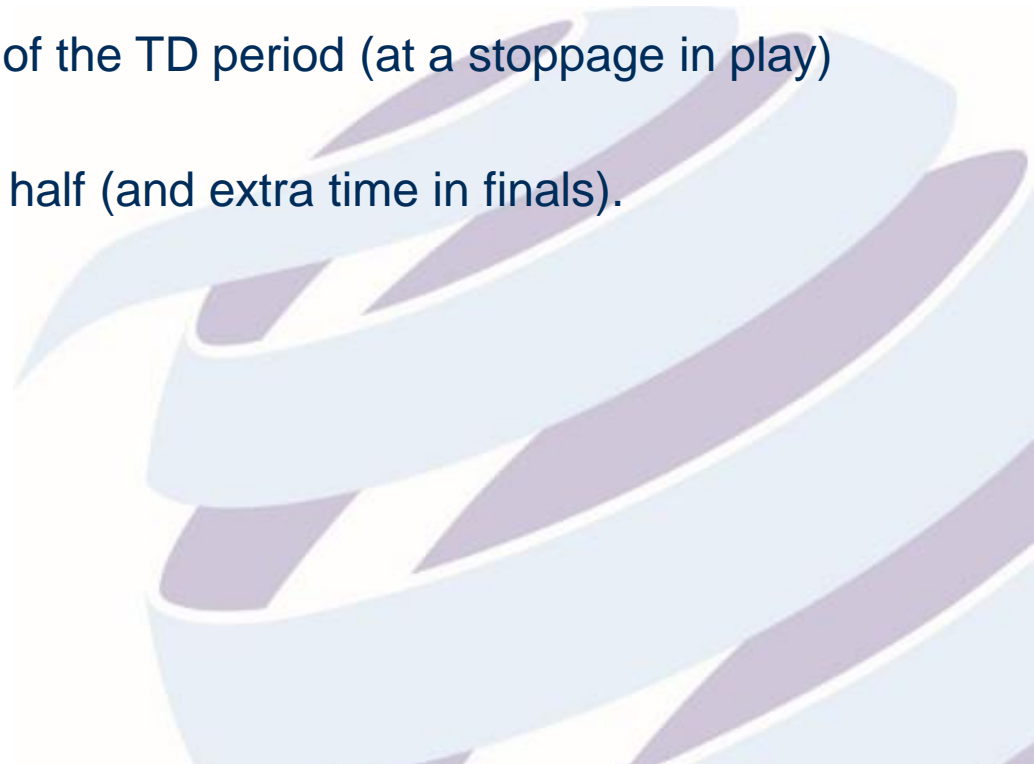 of the TD period (at a stoppage in play)
half (and extra time in finals).